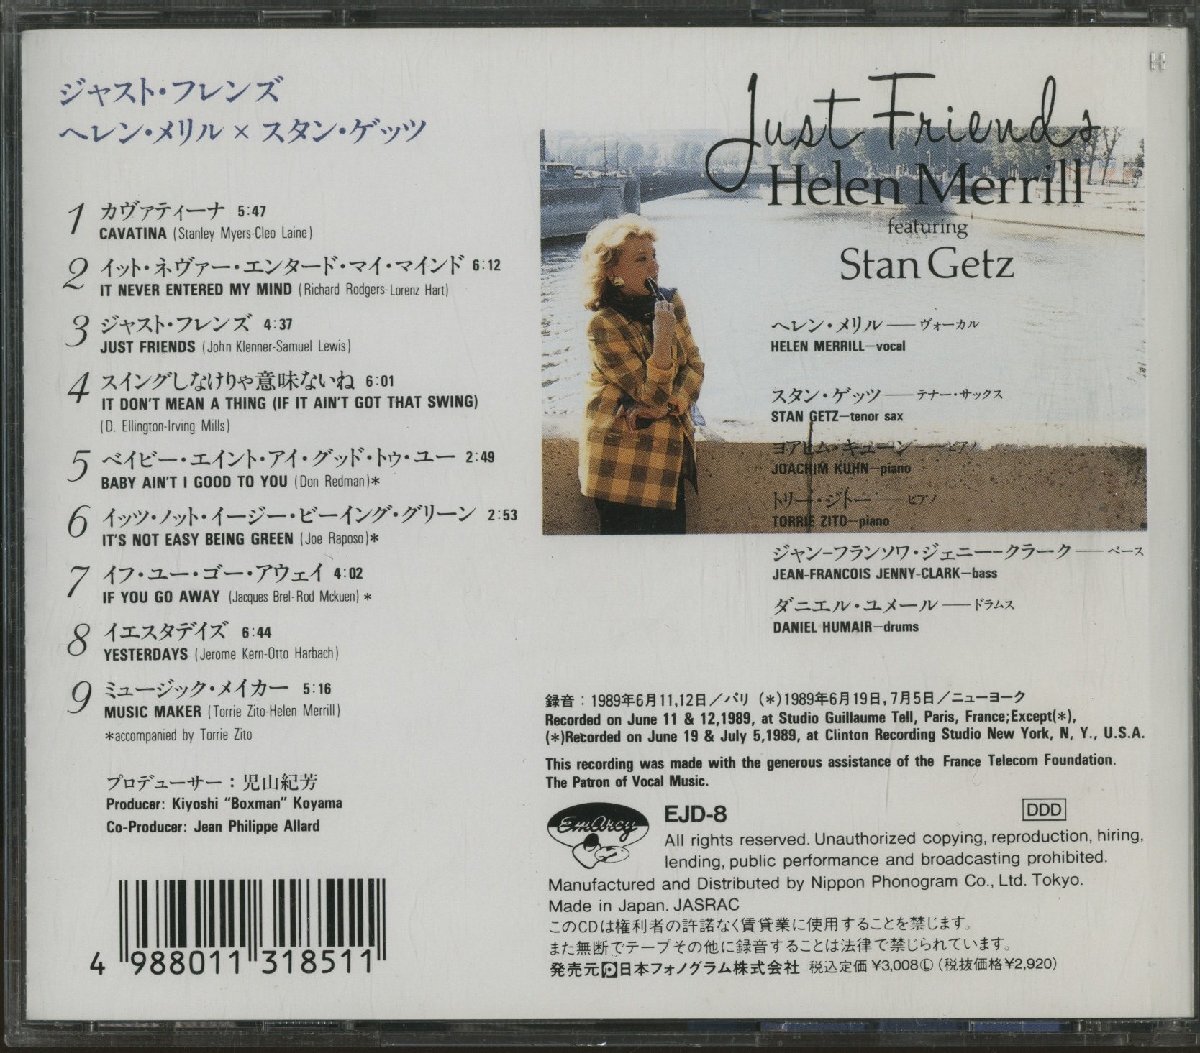 ジャスト・フレンズ
ヘレン・メリル×スタン・ゲッツ
1 カヴァティーナ 5:47
CAVATINA (Stanley Myers-Cleo Laine)
2 イット・ネヴァー・エンタード・マイ・マインド 6:12
IT NEVER ENTERED MY MIND (Richard Rodgers-Lorenz Hart)
3 ジャスト・フレンズ 4:37
JUST FRIENDS (John Klenner-Samuel Lewis)
4 スイングしなけりゃ意味ないね 6:01
IT DON'T MEAN A THING (IF IT AIN'T GOT THAT SWING)
(D. Ellington-Irving Mills)
5 ベイビー・エイント・アイ・グッド・トゥ・ユー 2:49
BABY AIN'T I GOOD TO YOU (Don Redman)*
6 イッツ・ノット・イージー・ビーイング・グリーン 2:53
IT'S NOT EASY BEING GREEN (Joe Raposo)*
7 イフ・ユー・ゴー・アウェイ 4:02
IF YOU GO AWAY (Jacques Brel-Rod Mckuen)*
8 イエスタデイズ 6:44
YESTERDAYS (Jerome Kern-Otto Harbach)
9 ミュージック・メイカー 5:16
MUSIC MAKER (Torrie Zito-Helen Merrill)
*accompanied by Torrie Zito
プロデューサー：児山紀芳
Producer: Kiyoshi "Boxman" Koyama
Co-Producer: Jean Philippe Allard
4 988011 318511
Just Friends
Helen Merrill
featuring
Stan Getz
ヘレン・メリル——ヴォーカル
HELEN MERRILL—vocal
スタン・ゲッツ——テナー・サックス
STAN GETZ—tenor sax
ヨアヒム・キューン——ピアノ
JOACHIM KUHN—piano
トリー・ジトー——ピアノ
TORRIE ZITO—piano
ジャン-フランソワ・ジェニー-クラーク——ベース
JEAN-FRANCOIS JENNY-CLARK—bass
ダニエル・ユメール——ドラムス
DANIEL HUMAIR—drums
録音：1989年6月11,12日／パリ (*)1989年6月19日,7月5日／ニューヨーク
Recorded on June 11 & 12,1989, at Studio Guillaume Tell, Paris, France;Except(*),
(*)Recorded on June 19 & July 5,1989, at Clinton Recording Studio New York, N, Y., U.S.A.
This recording was made with the generous assistance of the France Telecom Foundation.
The Patron of Vocal Music.
EmArcy
EJD-8
DDD
All rights reserved. Unauthorized copying, reproduction, hiring,
lending, public performance and broadcasting prohibited.
Manufactured and Distributed by Nippon Phonogram Co., Ltd. Tokyo.
Made in Japan. JASRAC
このCDは権利者の許諾なく賃貸業に使用することを禁じます。
また無断でテープその他に録音することは法律で禁じられています。
発売元 日本フォノグラム株式会社 税込定価¥3,008Ⓛ(税抜価格¥2,920)